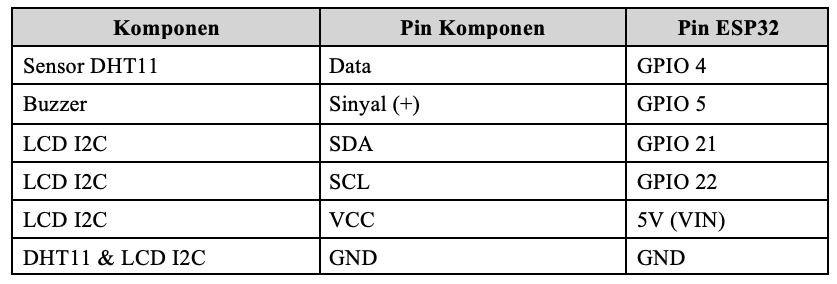 Komponen Pin Komponen Pin ESP32
Sensor DHT11 Data GPIO 4
Buzzer Sinyal (+) GPIO 5
LCD I2C SDA GPIO 21
LCD I2C SCL GPIO 22
LCD I2C VCC 5V (VIN)
DHT11 & LCD I2C GND GND